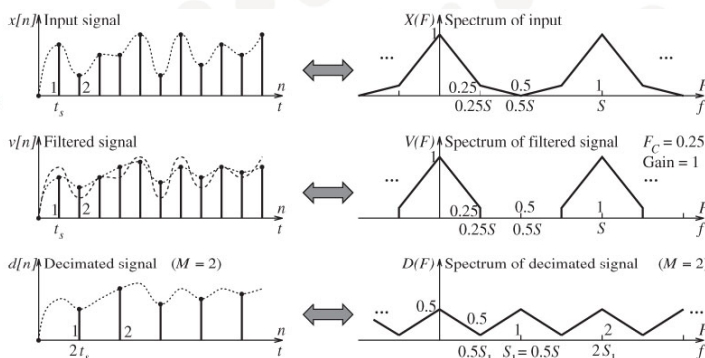 x[n] Input signal
1 2
n
t_s
t
X(F) Spectrum of input
1
...
...
0.25 0.5 1
0.25S 0.5S S
f
v[n] Filtered signal
1 2
n
t_s
t
V(F) Spectrum of filtered signal F_C = 0.25
Gain = 1
1
...
...
0.25 0.5 1
0.25S 0.5S S
f
d[n] Decimated signal (M = 2)
1 2
n
2t_s
t
D(F) Spectrum of decimated signal (M = 2)
...
0.5
...
0.5 1 2
0.5S_1 S_1 = 0.5S 2S_1
f